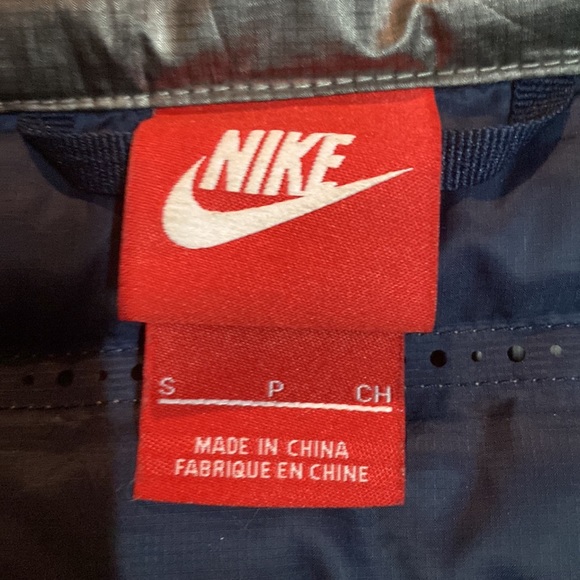 NIKE
S P CH
MADE IN CHINA
FABRIQUE EN CHINE